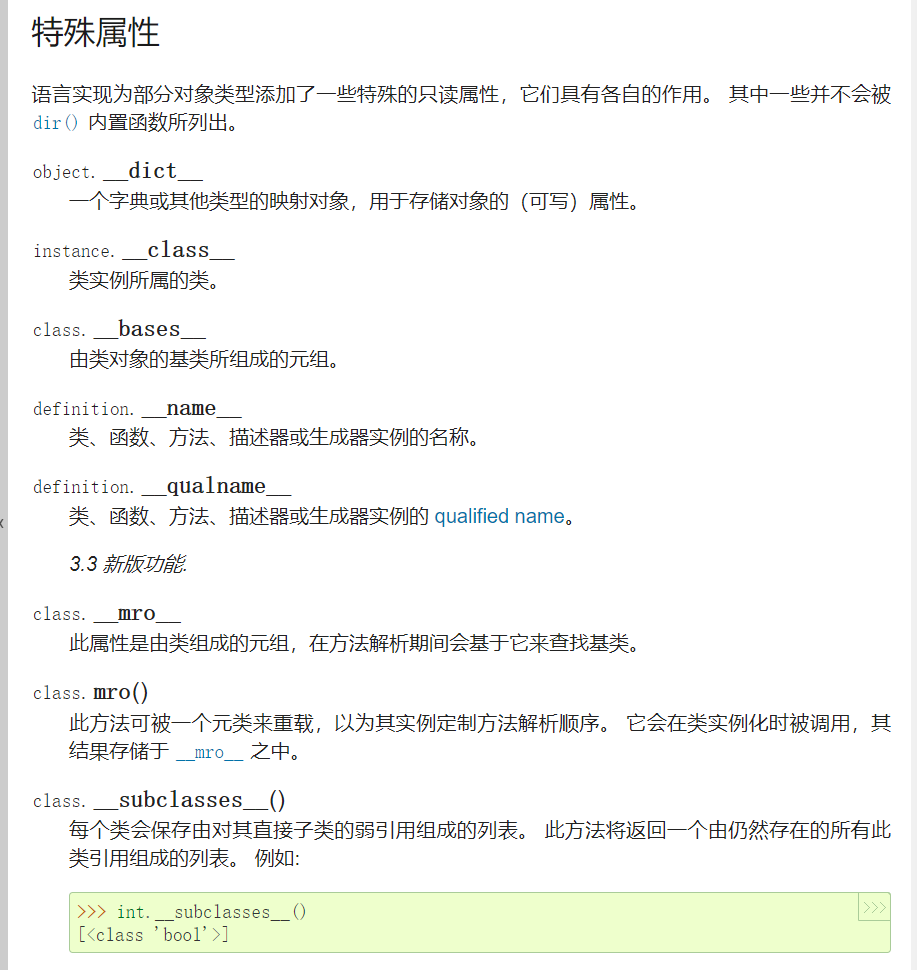 特殊属性
语言实现为部分对象类型添加了一些特殊的只读属性，它们具有各自的作用。 其中一些并不会被
dir() 内置函数所列出。
object.__dict__
一个字典或其他类型的映射对象，用于存储对象的（可写）属性。
instance.__class__
类实例所属的类。
class.__bases__
由类对象的基类所组成的元组。
definition.__name__
类、函数、方法、描述器或生成器实例的名称。
definition.__qualname__
类、函数、方法、描述器或生成器实例的 qualified name。
3.3 新版功能.
class.__mro__
此属性是由类组成的元组，在方法解析期间会基于它来查找基类。
class.mro()
此方法可被一个元类来重载，以为其实例定制方法解析顺序。 它会在类实例化时被调用，其
结果存储于 __mro__ 之中。
class.__subclasses__()
每个类会保存由对其直接子类的弱引用组成的列表。 此方法将返回一个由仍然存在的所有此
类引用组成的列表。 例如:
>>> int.__subclasses__()
[<class 'bool'>]
>>>